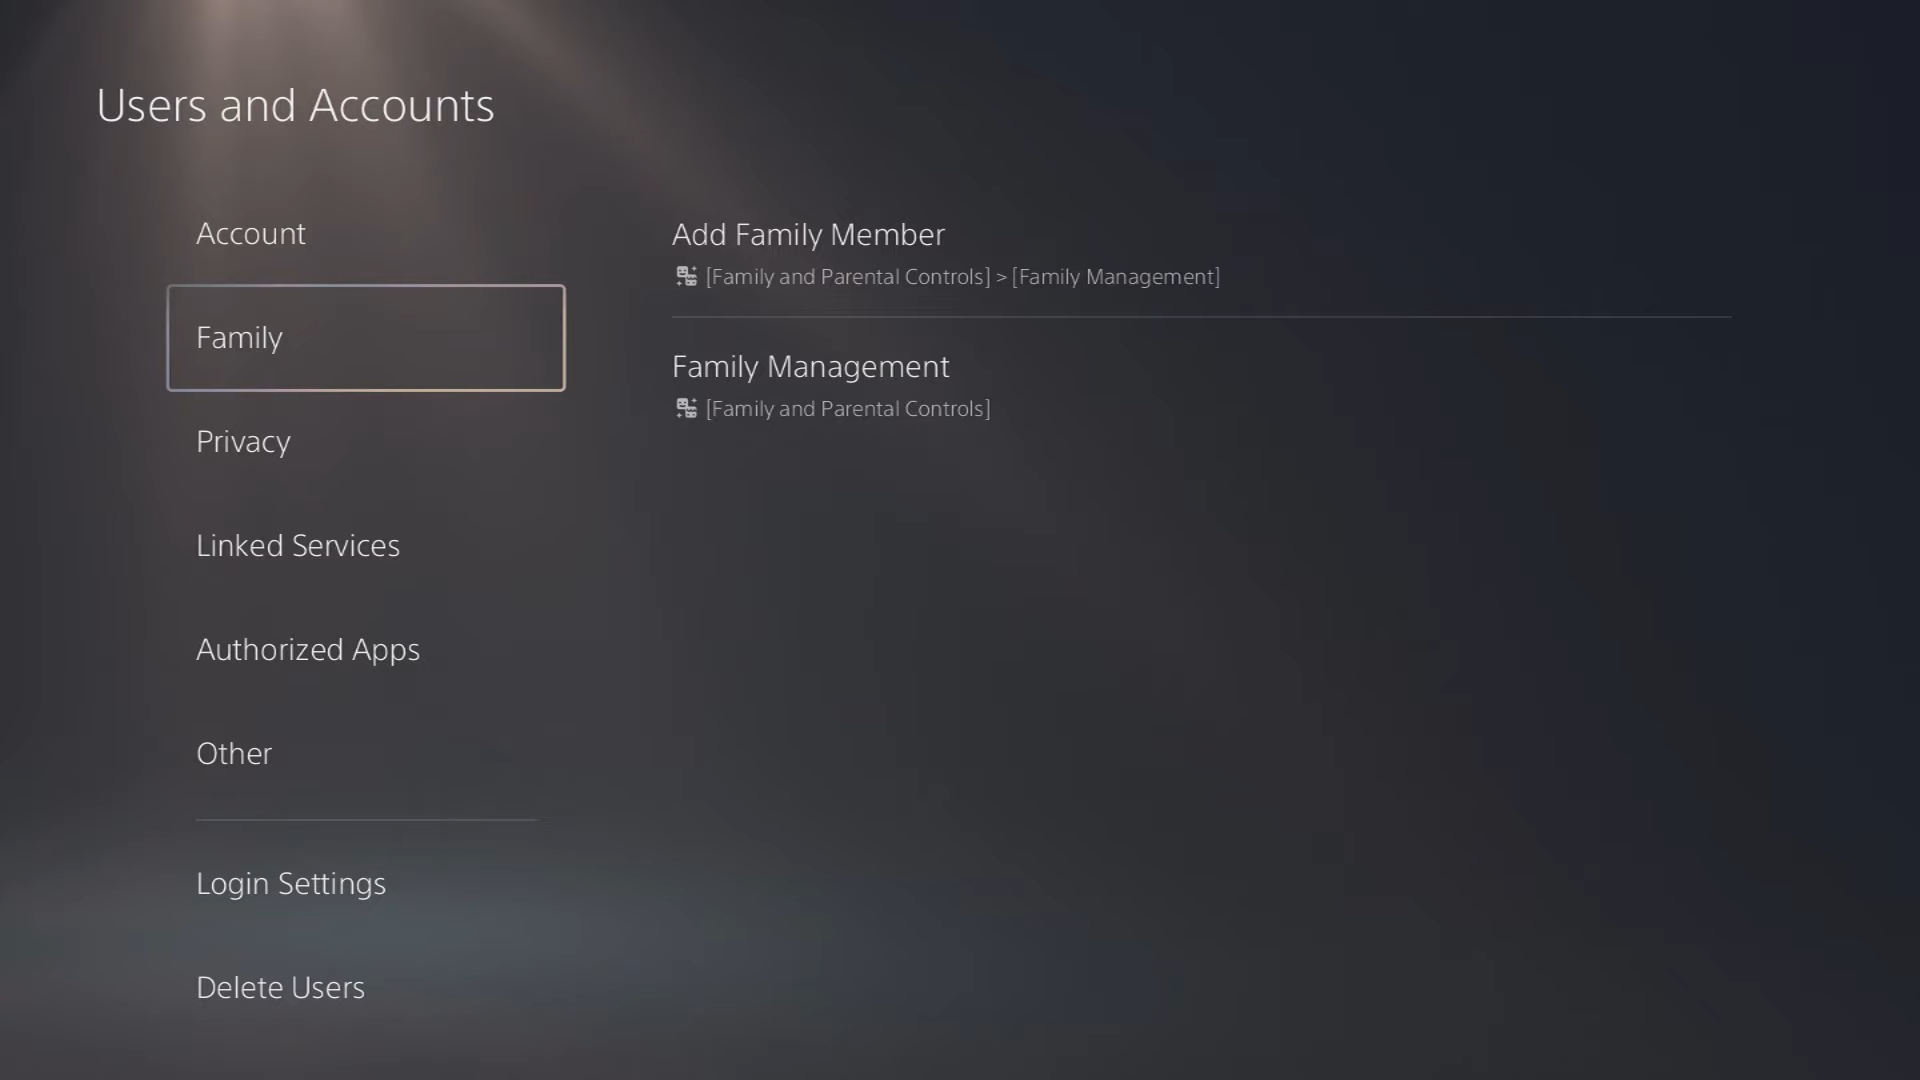 Users and Accounts
Account
Family
Privacy
Linked Services
Authorized Apps
Other
Login Settings
Delete Users
Add Family Member
[Family and Parental Controls] > [Family Management]
Family Management
[Family and Parental Controls]